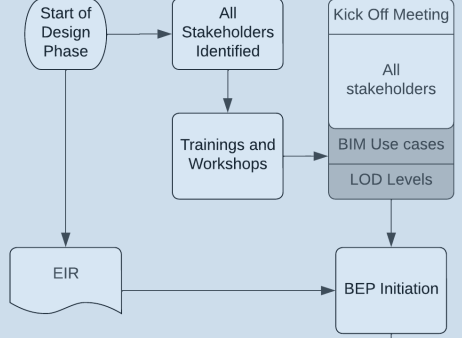 Start of
Design
Phase
All
Stakeholders
Identified
Kick Off Meeting
All
stakeholders
Trainings and
Workshops
BIM Use cases
LOD Levels
EIR
BEP Initiation